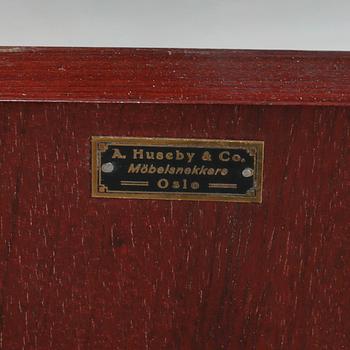 A. Huseby & Co.
Möbelsnekkere
Oslo